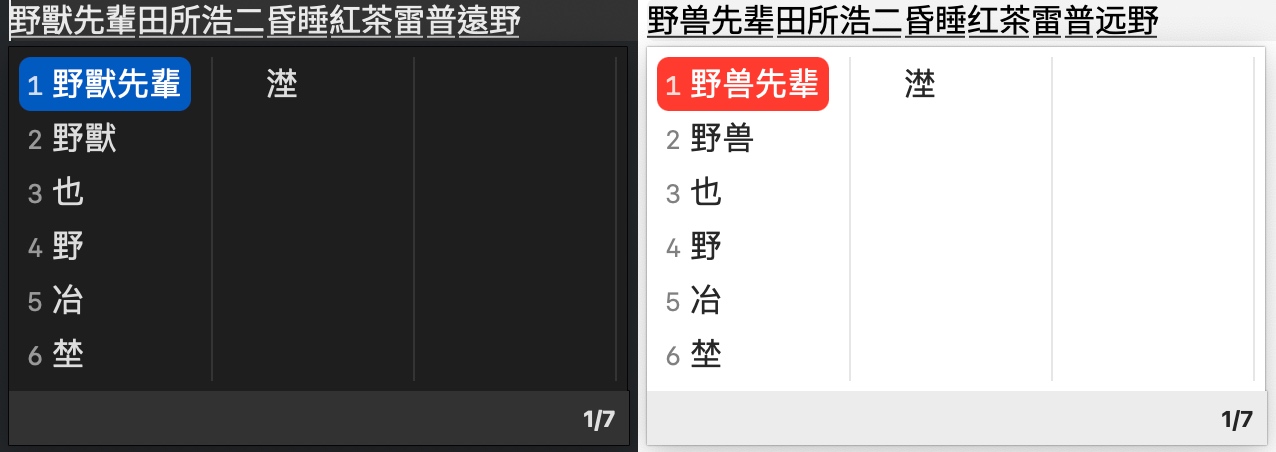 野獸先輩田所浩二昏睡紅茶雷普遠野
1 野獸先輩 漜
2 野獸
3 也
4 野
5 冶
6 埜
1/7
野兽先辈田所浩二昏睡红茶雷普远野
1 野兽先辈 漜
2 野兽
3 也
4 野
5 冶
6 埜
1/7